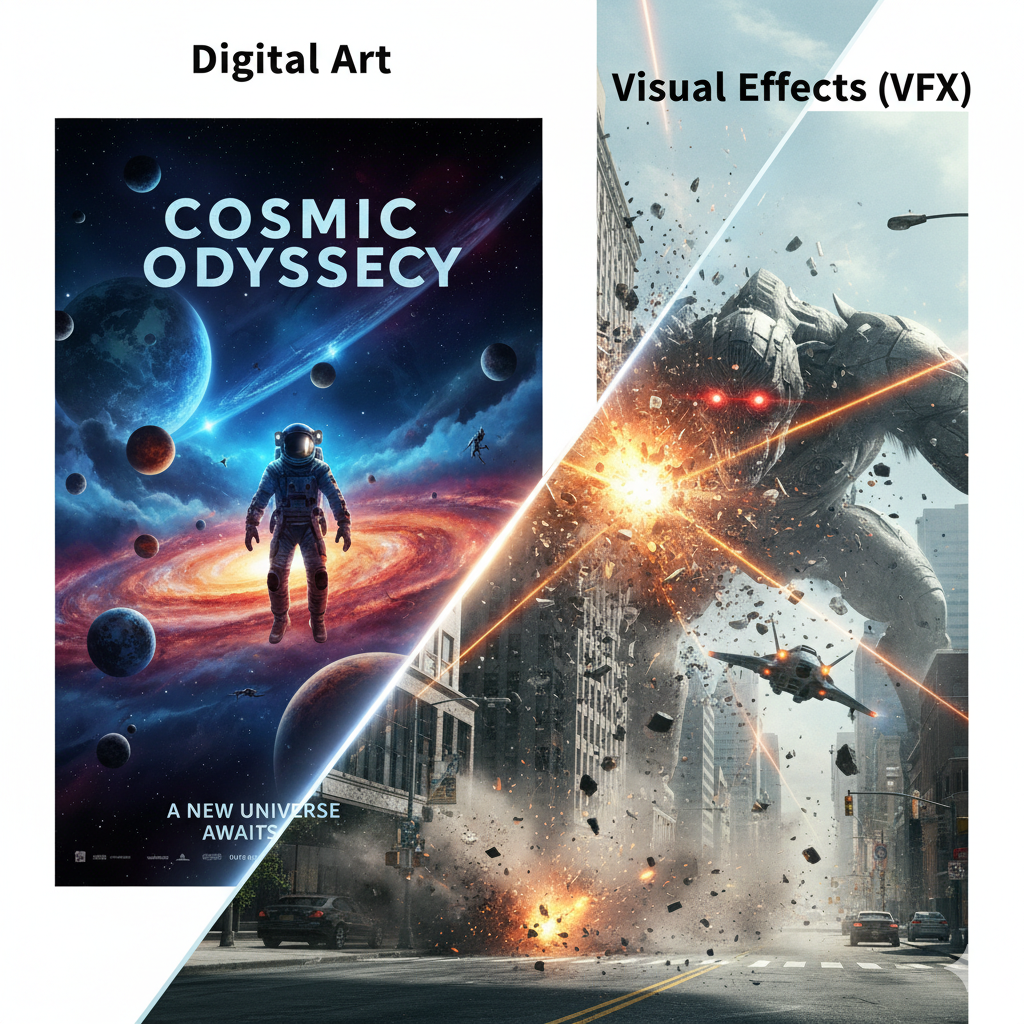 Digital Art
Visual Effects (VFX)
COSMIC
ODYSSECY
A NEW UNIVERSE
AWAITS